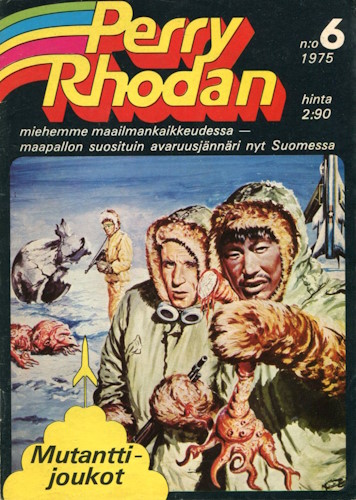 Perry
Rhodan
n:o 6
1975
hinta
2:90
miehemme maailmankaikkeudessa —
maapallon suosituin avaruusjännäri nyt Suomessa
Mutantti-
joukot